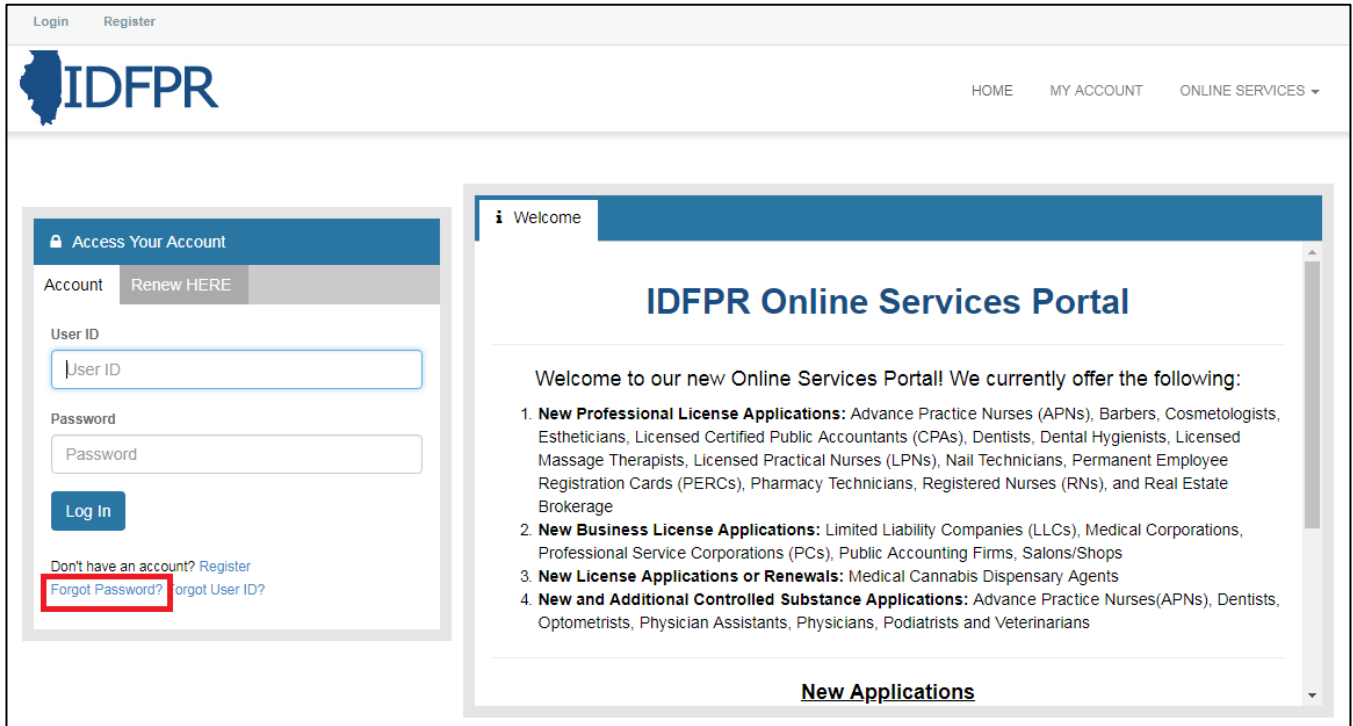 Login Register
IDFPR
HOME MY ACCOUNT ONLINE SERVICES
Access Your Account
Account Renew HERE
User ID
User ID
Password
Password
Log In
Don't have an account? Register
Forgot Password? Forgot User ID?
i Welcome
IDFPR Online Services Portal
Welcome to our new Online Services Portal! We currently offer the following:
1. New Professional License Applications: Advance Practice Nurses (APNs), Barbers, Cosmetologists,
Estheticians, Licensed Certified Public Accountants (CPAs), Dentists, Dental Hygienists, Licensed
Massage Therapists, Licensed Practical Nurses (LPNs), Nail Technicians, Permanent Employee
Registration Cards (PERCs), Pharmacy Technicians, Registered Nurses (RNs), and Real Estate
Brokerage
2. New Business License Applications: Limited Liability Companies (LLCs), Medical Corporations,
Professional Service Corporations (PCs), Public Accounting Firms, Salons/Shops
3. New License Applications or Renewals: Medical Cannabis Dispensary Agents
4. New and Additional Controlled Substance Applications: Advance Practice Nurses(APNs), Dentists,
Optometrists, Physician Assistants, Physicians, Podiatrists and Veterinarians
New Applications